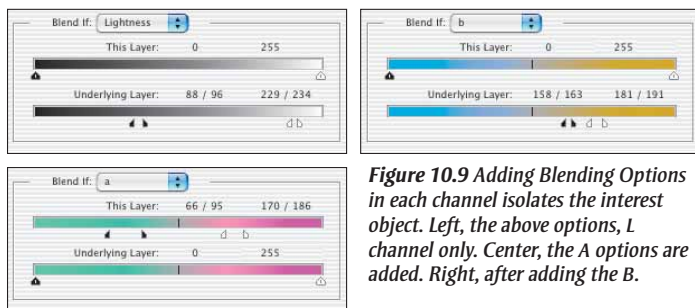 Blend If: Lightness
This Layer: 0 255
Underlying Layer: 88 / 96 229 / 234
Blend If: b
This Layer: 0 255
Underlying Layer: 158 / 163 181 / 191
Blend If: a
This Layer: 66 / 95 170 / 186
Underlying Layer: 0 255
Figure 10.9 Adding Blending Options
in each channel isolates the interest
object. Left, the above options, L
channel only. Center, the A options are
added. Right, after adding the B.